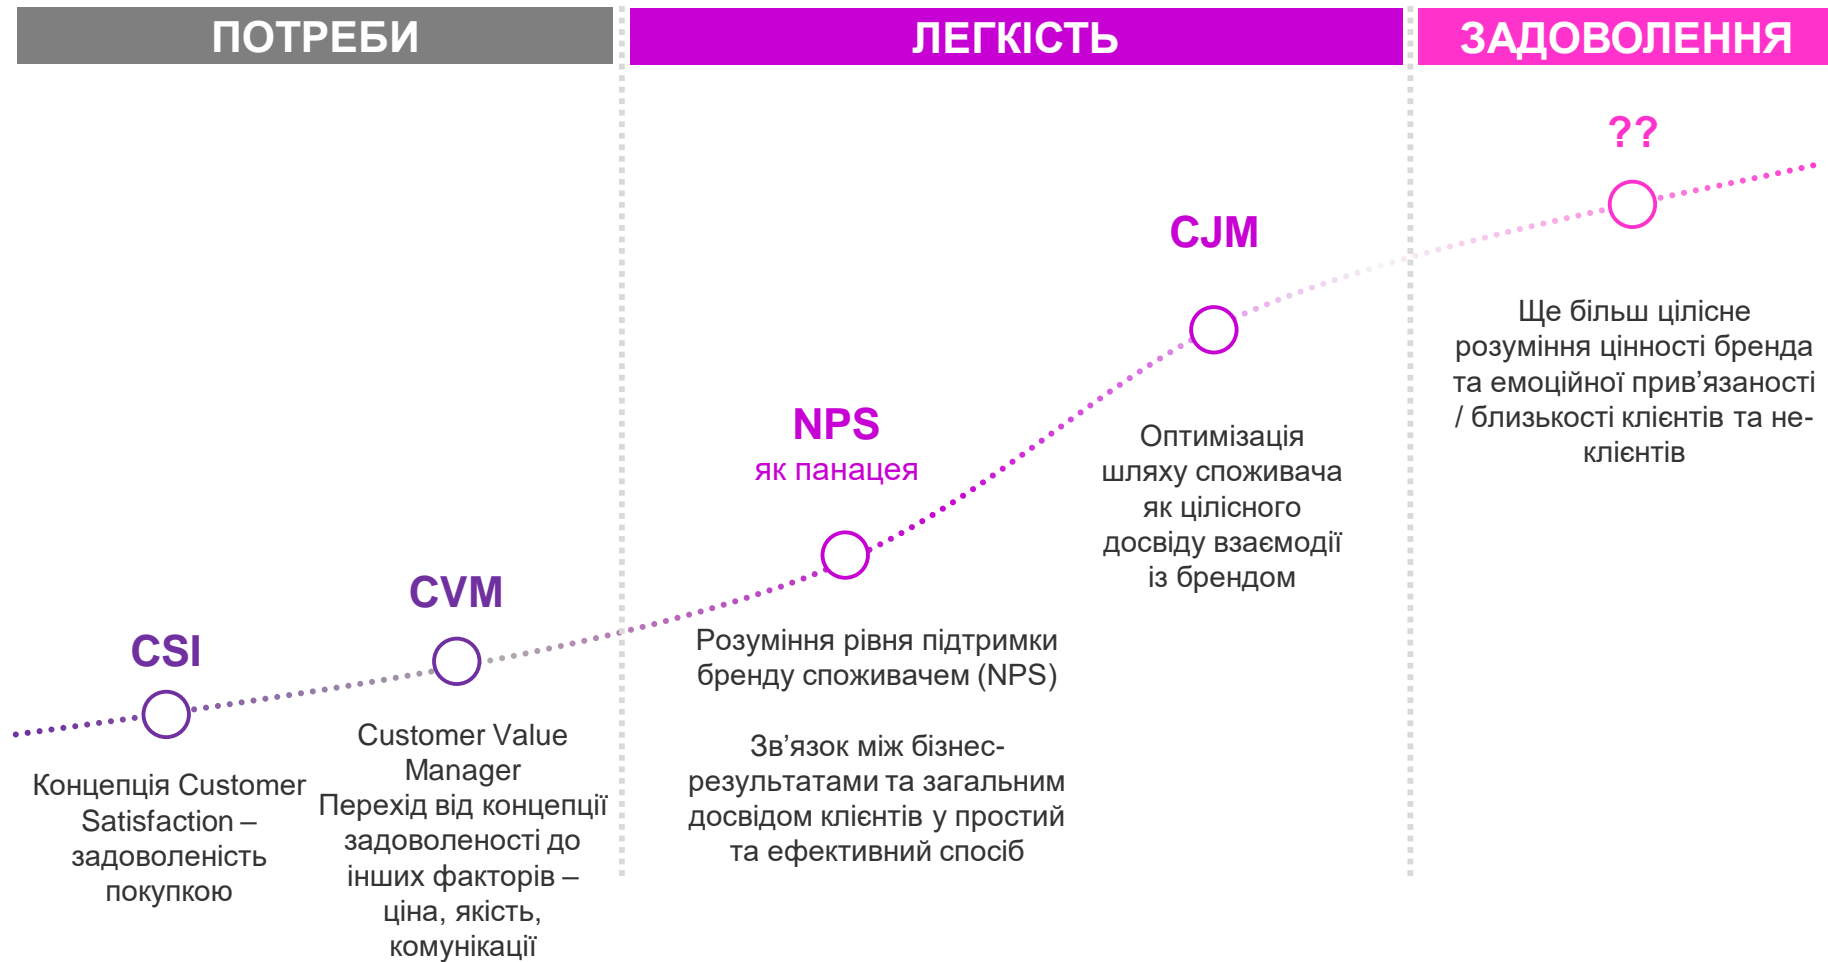 ПОТРЕБИ
ЛЕГКІСТЬ
ЗАДОВОЛЕННЯ
CSI
Концепція Customer
Satisfaction –
задоволеність
покупкою
CVM
Customer Value
Manager
Перехід від концепції
задоволеності до
інших факторів –
ціна, якість,
комунікації
NPS
як панацея
Розуміння рівня підтримки
бренду споживачем (NPS)
Зв’язок між бізнес-
результатами та загальним
досвідом клієнтів у простий
та ефективний спосіб
CJM
Оптимізація
шляху споживача
як цілісного
досвіду взаємодії
із брендом
??
Ще більш цілісне
розуміння цінності бренда
та емоційної прив’язаності
/ близькості клієнтів та не-
клієнтів